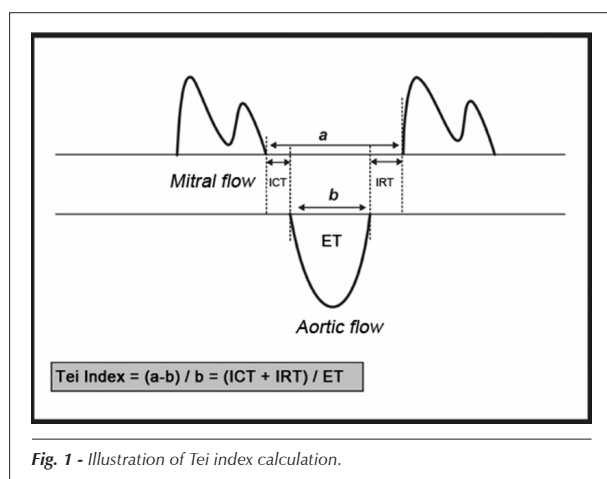 a
Mitral flow
ICT
IRT
b
ET
Aortic flow
Tei Index = (a-b) / b = (ICT + IRT) / ET
Fig. 1 - Illustration of Tei index calculation.